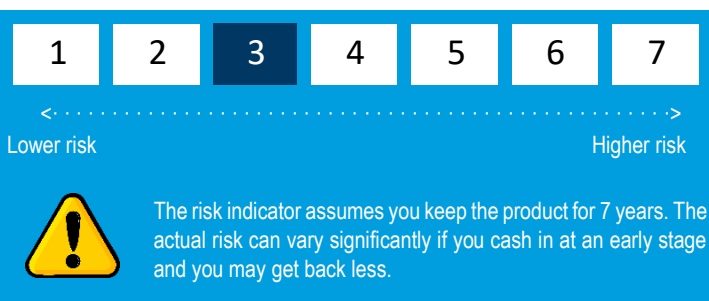 1 2 3 4 5 6 7
<· · · · · · · · · · · · · · · · · · · · · · · · · · · · · · · · · · · · · · · · · · · · · · · · · · · · · · ·>
Lower risk Higher risk
The risk indicator assumes you keep the product for 7 years. The
actual risk can vary significantly if you cash in at an early stage
and you may get back less.